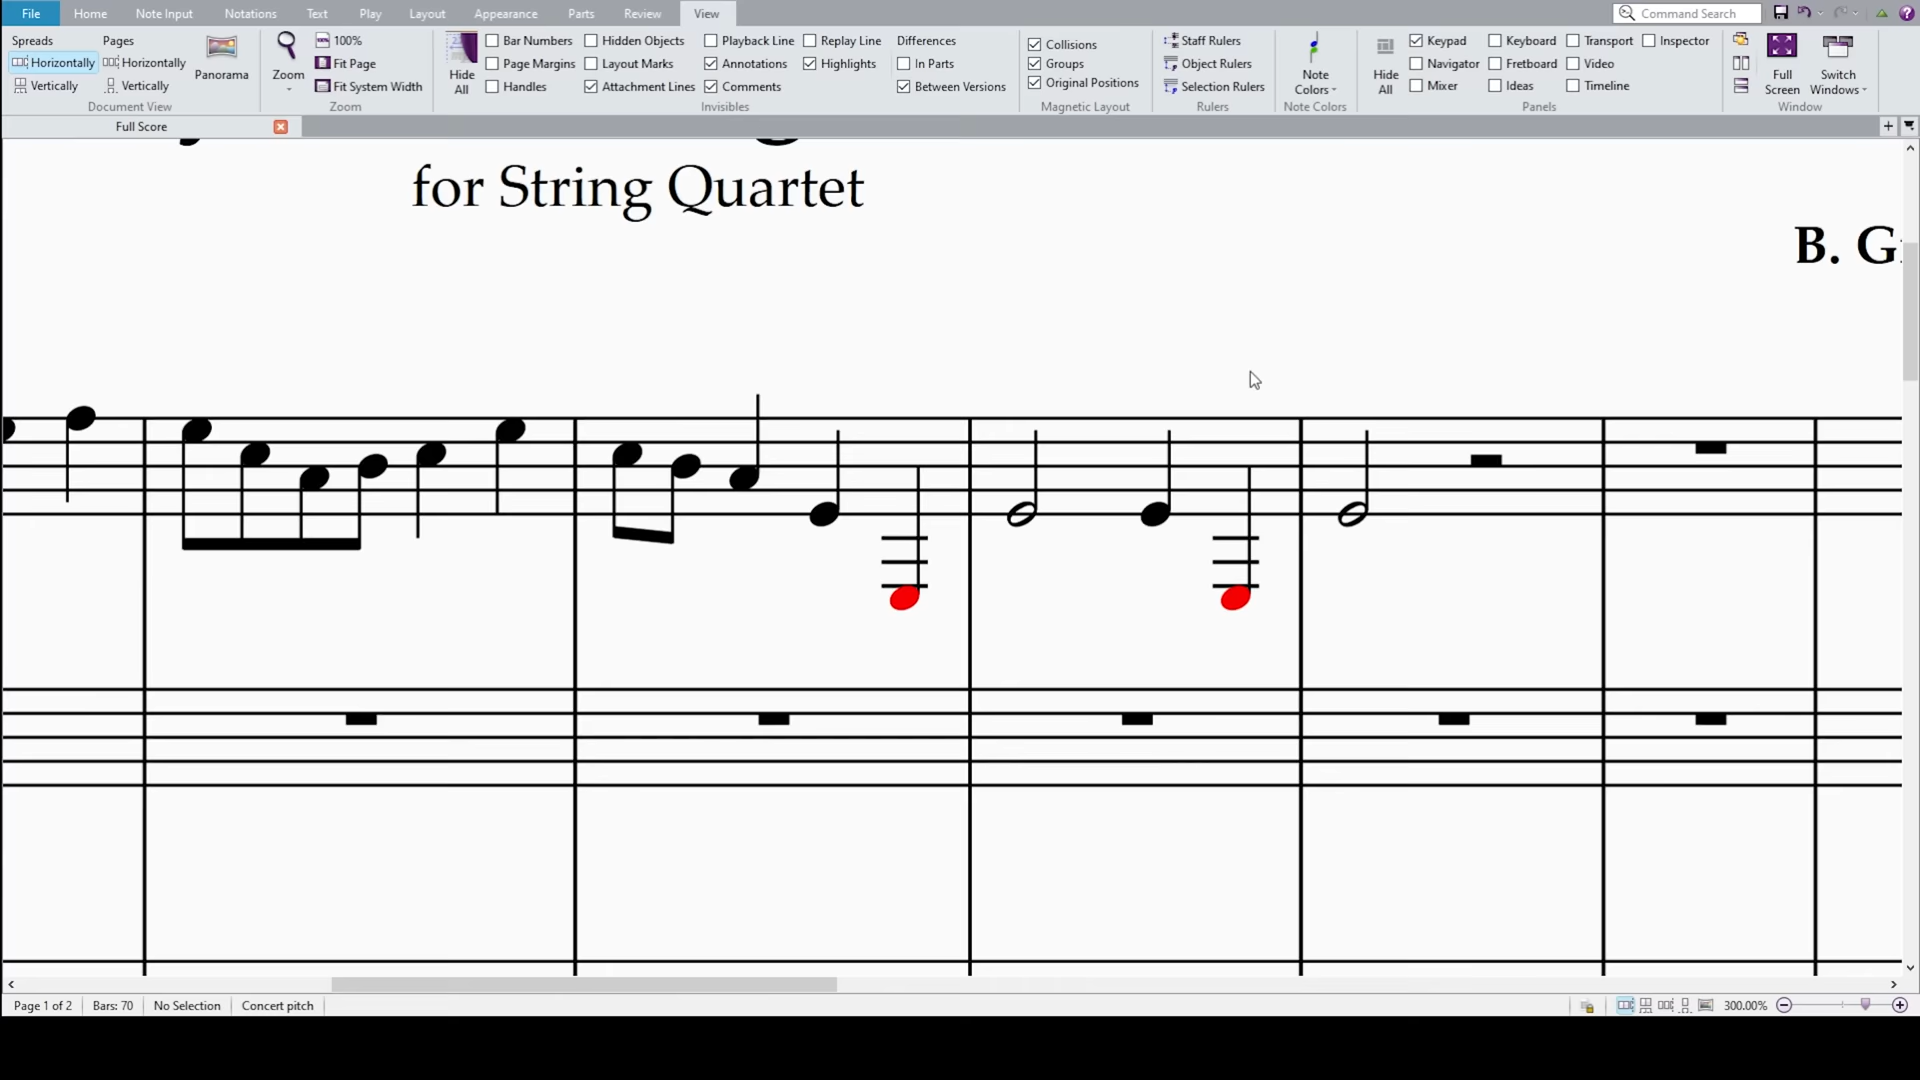 File Home Note Input Notations Text Play Layout Appearance Parts Review View Command Search
Spreads Pages 100% Bar Numbers Hidden Objects Playback Line Replay Line Differences Collisions Staff Rulers Keypad Keyboard Transport Inspector
Horizontally Horizontally Fit Page Page Margins Layout Marks Annotations Highlights In Parts Groups Object Rulers Navigator Fretboard Video
Vertically Vertically Panorama Zoom Fit System Width Hide All Handles Attachment Lines Comments Between Versions Original Positions Selection Rulers Note Colors Hide All Mixer Ideas Timeline Full Screen Switch Windows
Document View Zoom Invisibles Magnetic Layout Rulers Note Colors Panels Window
Full Score
for String Quartet
B. G
Page 1 of 2 Bars: 70 No Selection Concert pitch 300.00%